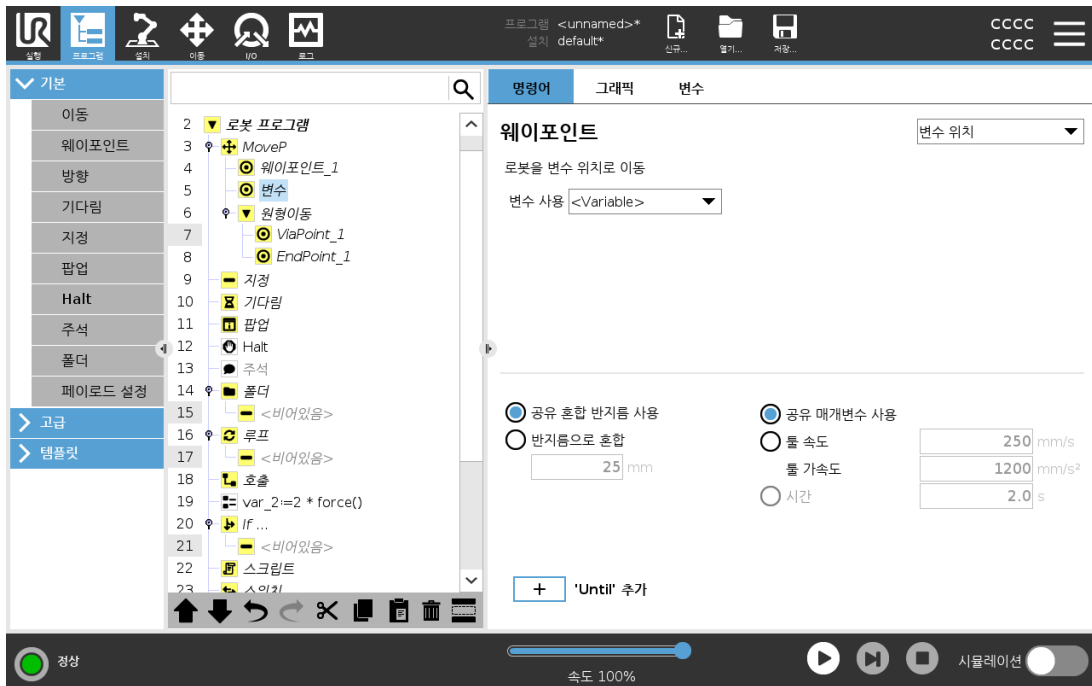 UR
실행
프로그램
설치
이동
I/O
로그
프로그램 <unnamed>*
설치 default*
신규...
열기...
저장...
CCCC
CCCC
기본
이동
웨이포인트
방향
기다림
지정
팝업
Halt
주석
폴더
페이로드 설정
고급
템플릿
2 로봇 프로그램
3 MoveP
4 웨이포인트_1
5 변수
6 원형이동
7 ViaPoint_1
8 EndPoint_1
9 지정
10 기다림
11 팝업
12 Halt
13 주석
14 폴더
15 <비어있음>
16 루프
17 <비어있음>
18 호출
19 var_2:=2 * force()
20 If ...
21 <비어있음>
22 스크립트
23 스위치
명령어 그래픽 변수
웨이포인트
변수 위치
로봇을 변수 위치로 이동
변수 사용 <Variable>
공유 혼합 반지름 사용
반지름으로 혼합
25 mm
공유 매개변수 사용
툴 속도 250 mm/s
툴 가속도 1200 mm/s²
시간 2.0 s
+ 'Until' 추가
정상
속도 100%
시뮬레이션